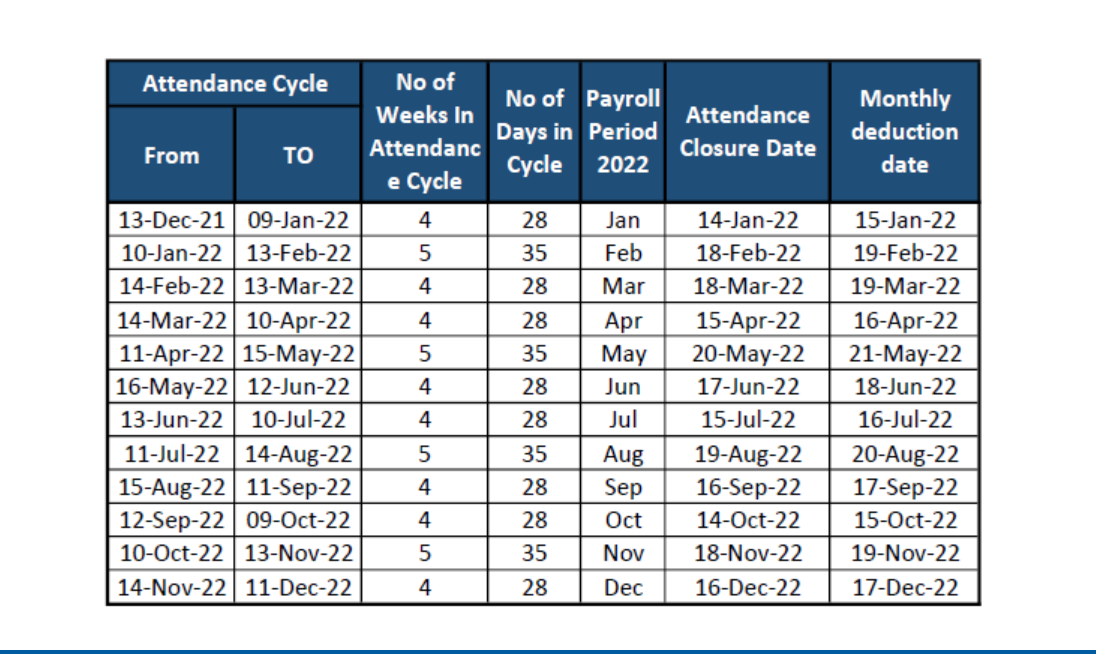 Attendance Cycle
From
TO
No of
Weeks In
Attendanc
e Cycle
No of
Days in
Cycle
Payroll
Period
2022
Attendance
Closure Date
Monthly
deduction
date
13-Dec-21 09-Jan-22 4 28 Jan 14-Jan-22 15-Jan-22
10-Jan-22 13-Feb-22 5 35 Feb 18-Feb-22 19-Feb-22
14-Feb-22 13-Mar-22 4 28 Mar 18-Mar-22 19-Mar-22
14-Mar-22 10-Apr-22 4 28 Apr 15-Apr-22 16-Apr-22
11-Apr-22 15-May-22 5 35 May 20-May-22 21-May-22
16-May-22 12-Jun-22 4 28 Jun 17-Jun-22 18-Jun-22
13-Jun-22 10-Jul-22 4 28 Jul 15-Jul-22 16-Jul-22
11-Jul-22 14-Aug-22 5 35 Aug 19-Aug-22 20-Aug-22
15-Aug-22 11-Sep-22 4 28 Sep 16-Sep-22 17-Sep-22
12-Sep-22 09-Oct-22 4 28 Oct 14-Oct-22 15-Oct-22
10-Oct-22 13-Nov-22 5 35 Nov 18-Nov-22 19-Nov-22
14-Nov-22 11-Dec-22 4 28 Dec 16-Dec-22 17-Dec-22